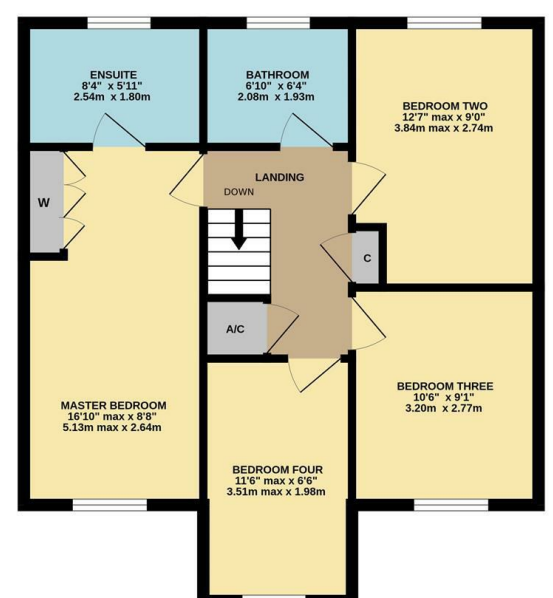 ENSUITE
8'4" x 5'11"
2.54m x 1.80m
BATHROOM
6'10" x 6'4"
2.08m x 1.93m
BEDROOM TWO
12'7" max x 9'0"
3.84m max x 2.74m
LANDING
DOWN
W
C
A/C
MASTER BEDROOM
16'10" max x 8'8"
5.13m max x 2.64m
BEDROOM THREE
10'6" x 9'1"
3.20m x 2.77m
BEDROOM FOUR
11'6" max x 6'6"
3.51m max x 1.98m